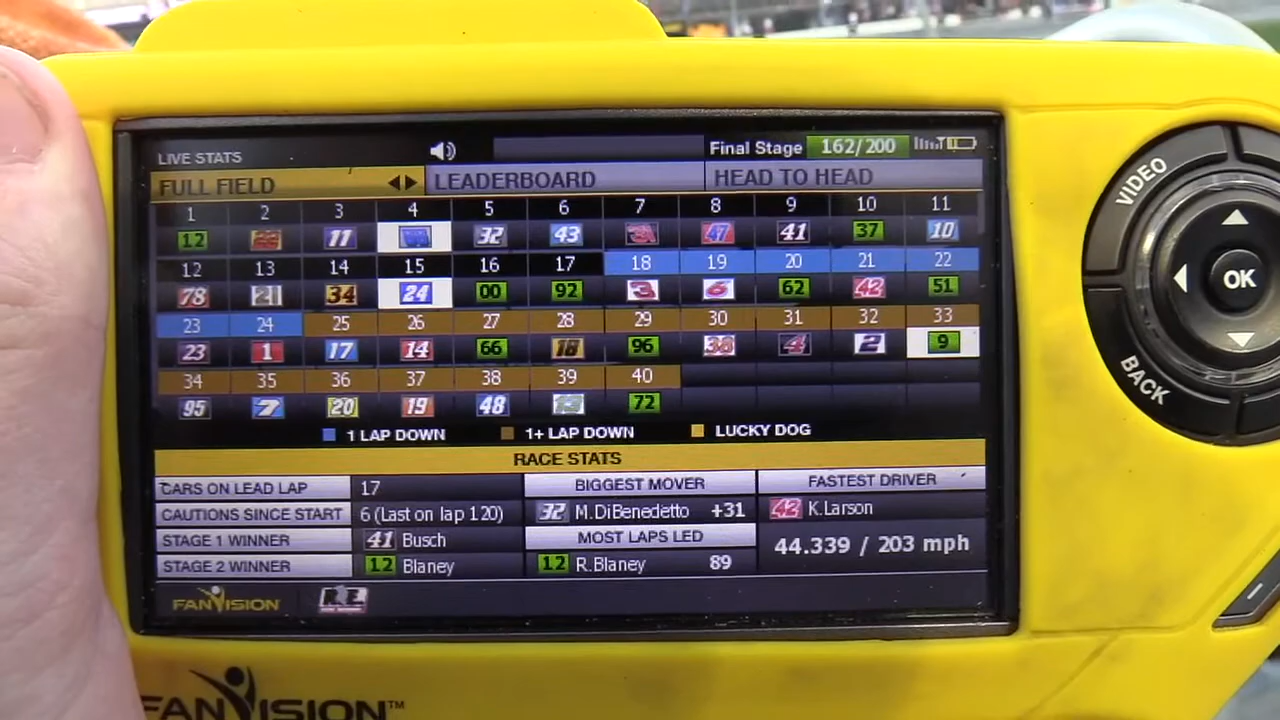 LIVE STATS Final Stage 162/200
FULL FIELD LEADERBOARD HEAD TO HEAD
1 2 3 4 5 6 7 8 9 10 11
12 11 32 43 31 47 41 37 10
12 13 14 15 16 17 18 19 20 21 22
78 21 34 24 00 92 3 6 62 42 51
23 24 25 26 27 28 29 30 31 32 33
23 1 17 14 66 18 96 38 4 2 9
34 35 36 37 38 39 40
95 7 20 19 48 13 72
1 LAP DOWN 1+ LAP DOWN LUCKY DOG
RACE STATS
CARS ON LEAD LAP 17 BIGGEST MOVER FASTEST DRIVER
CAUTIONS SINCE START 6 (Last on lap 120) 32 M.DiBenedetto +31 42 K.Larson
STAGE 1 WINNER 41 Busch MOST LAPS LED 44.339 / 203 mph
STAGE 2 WINNER 12 Blaney 12 R.Blaney 89
FANVISION
FANVISION™
VIDEO
OK
BACK